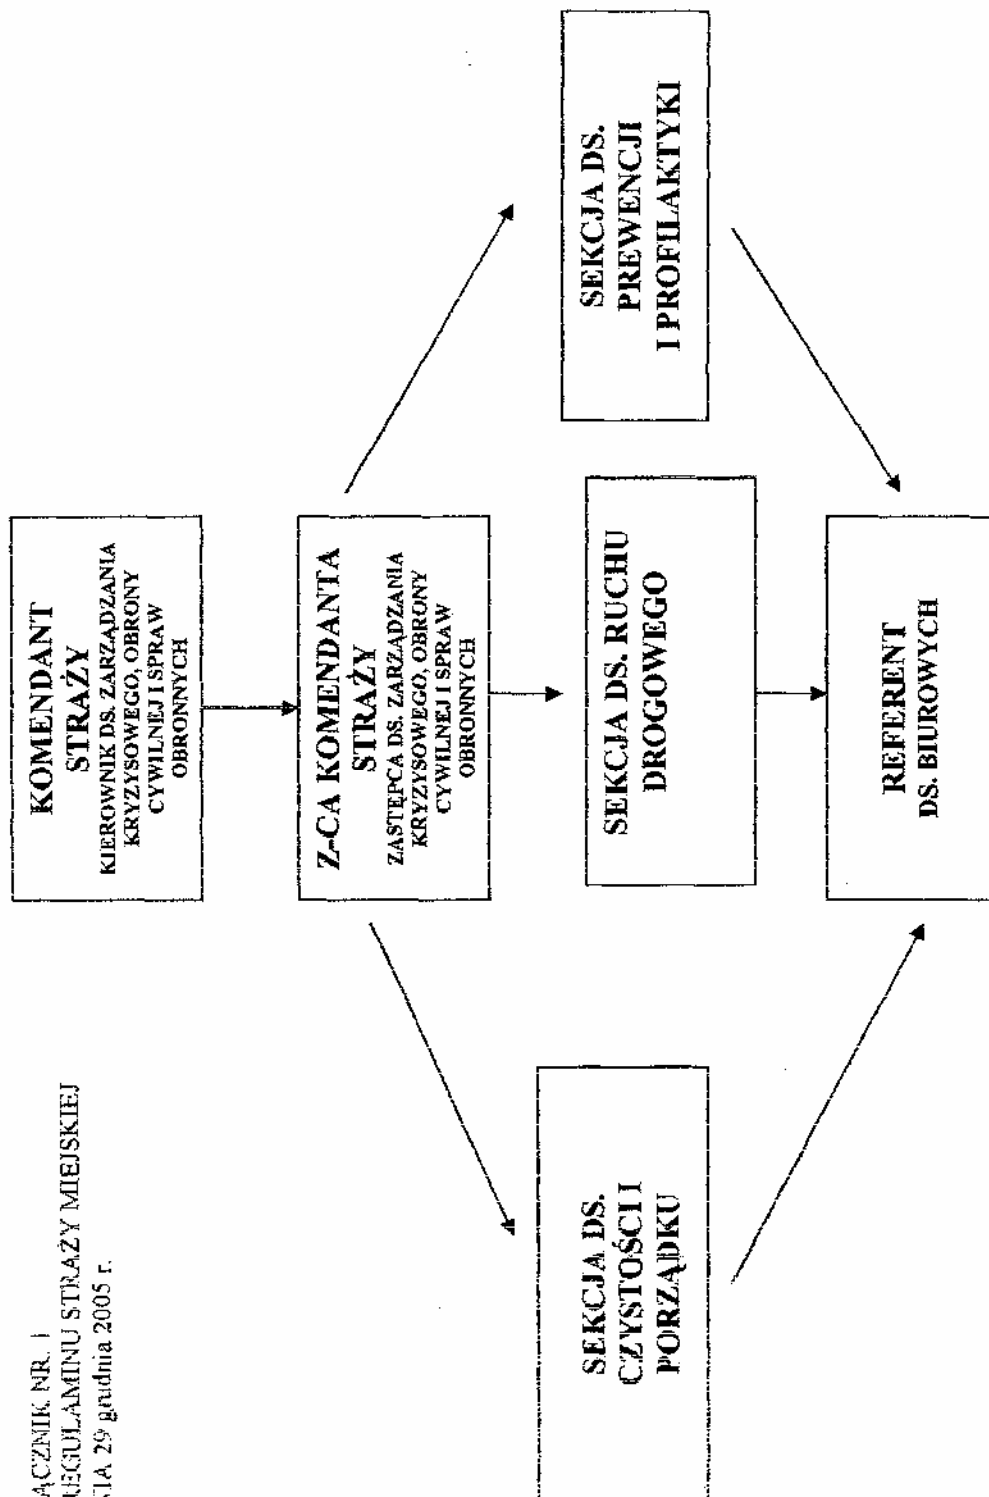 ĄCZNIK NR. 1
REGULAMINU STRAŻY MIEJSKIEJ
29 grudnia 2005 r.
KOMENDANT
STRAŻY
KIEROWNIK DS. ZARZĄDZANIA
KRYZYSOWEGO, OBRONY
CYWILNEJ I SPRAW
OBRONNYCH
Z-CA KOMENDANTA
STRAŻY
ZASTĘPCA DS. ZARZĄDZANIA
KRYZYSOWEGO, OBRONY
CYWILNEJ I SPRAW
OBRONNYCH
SEKCJA DS.
CZYSTOŚCI I
PORZĄDKU
SEKCJA DS. RUCHU
DROGOWEGO
SEKCJA DS.
PREWENCJI
I PROFILAKTYKI
REFERENT
DS. BIUROWYCH